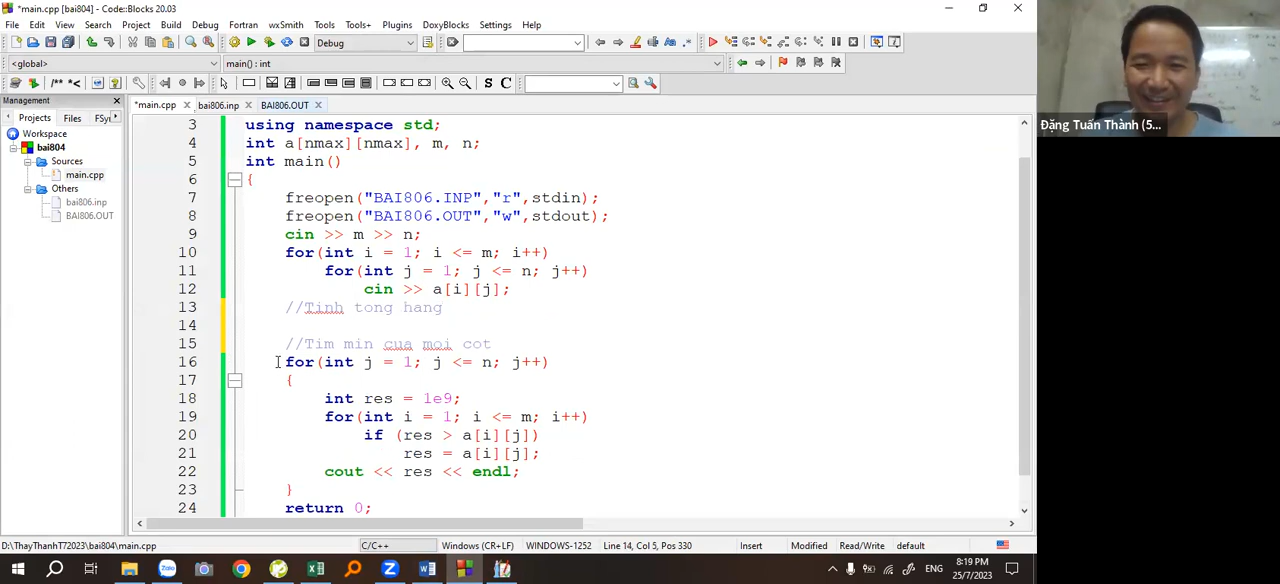 *main.cpp [bai804] - Code::Blocks 20.03
File Edit View Search Project Build Debug Fortran wxSmith Tools Tools+ Plugins DoxyBlocks Settings Help
Debug
<global> main() : int
/** *< S C
Management
Projects Files FSy
Workspace
bai804
Sources
main.cpp
Others
bai806.inp
BAI806.OUT
*main.cpp bai806.inp BAI806.OUT
3 using namespace std;
4 int a[nmax][nmax], m, n;
5 int main()
6 {
7 freopen("BAI806.INP","r",stdin);
8 freopen("BAI806.OUT","w",stdout);
9 cin >> m >> n;
10 for(int i = 1; i <= m; i++)
11 for(int j = 1; j <= n; j++)
12 cin >> a[i][j];
13 //Tinh tong hang
14
15 //Tim min cua moi cot
16 for(int j = 1; j <= n; j++)
17 {
18 int res = 1e9;
19 for(int i = 1; i <= m; i++)
20 if (res > a[i][j])
21 res = a[i][j];
22 cout << res << endl;
23 }
24 return 0;
D:\ThayThanhT72023\bai804\main.cpp C/C++ Windows (CR+LF) WINDOWS-1252 Line 14, Col 5, Pos 330 Insert Modified Read/Write default
Zalo Z W X ENG 8:19 PM
25/7/2023
Đặng Tuấn Thành (5...